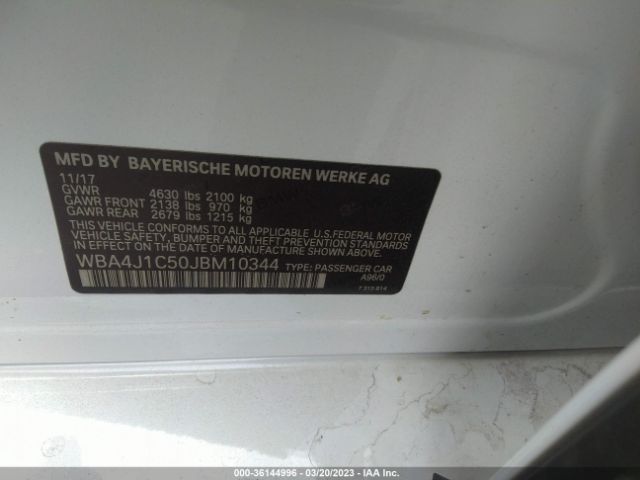 MFD BY BAYERISCHE MOTOREN WERKE AG
11/17
GVWR 4630 lbs 2100 kg
GAWR FRONT 2138 lbs 970 kg
GAWR REAR 2679 lbs 1215 kg
THIS VEHICLE CONFORMS TO ALL APPLICABLE U.S.FEDERAL MOTOR
VEHICLE SAFETY, BUMPER, AND THEFT PREVENTION STANDARDS
IN EFFECT ON THE DATE OF MANUFACTURE SHOWN ABOVE.
WBA4J1C50JBM10344 TYPE: PASSENGER CAR
A96/0
000-36144996 - 03/20/2023 - IAA Inc.